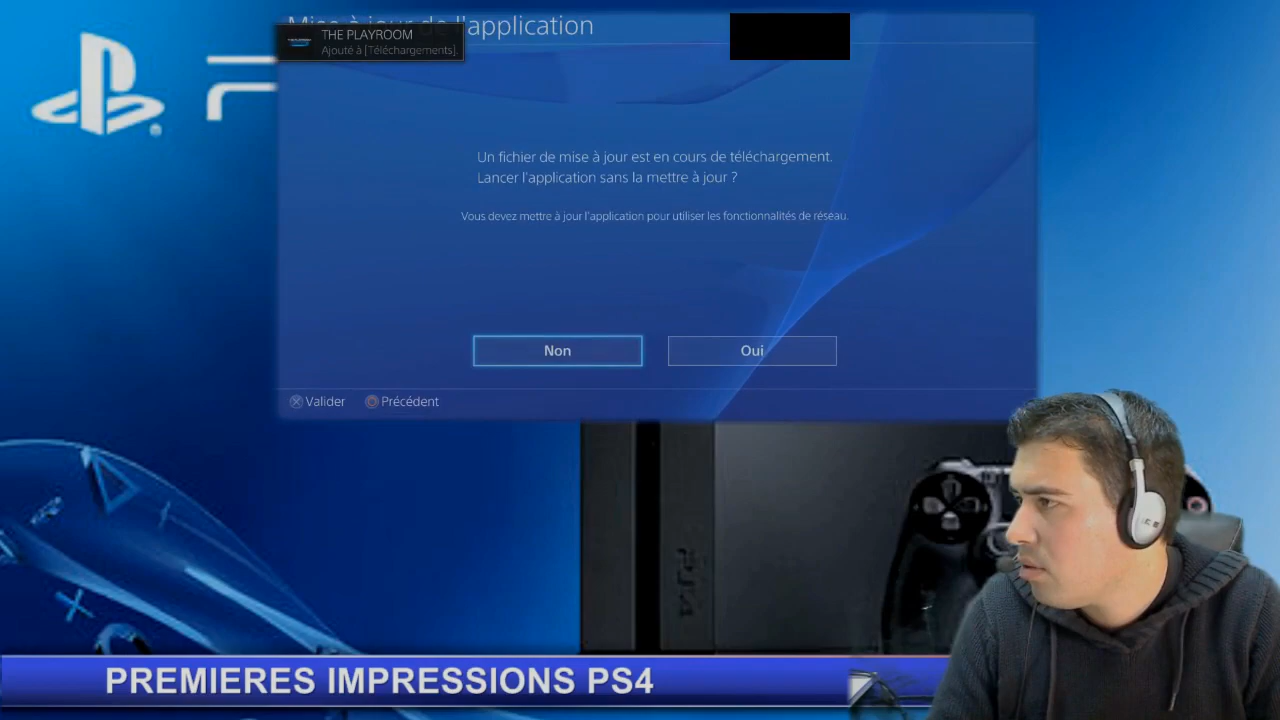 Mise à jour de l'application
THE PLAYROOM
Ajouté à [Téléchargements].
Un fichier de mise à jour est en cours de téléchargement.
Lancer l'application sans la mettre à jour ?
Vous devez mettre à jour l'application pour utiliser les fonctionnalités de réseau.
Non
Oui
Valider
Précédent
PS4
PREMIERES IMPRESSIONS PS4